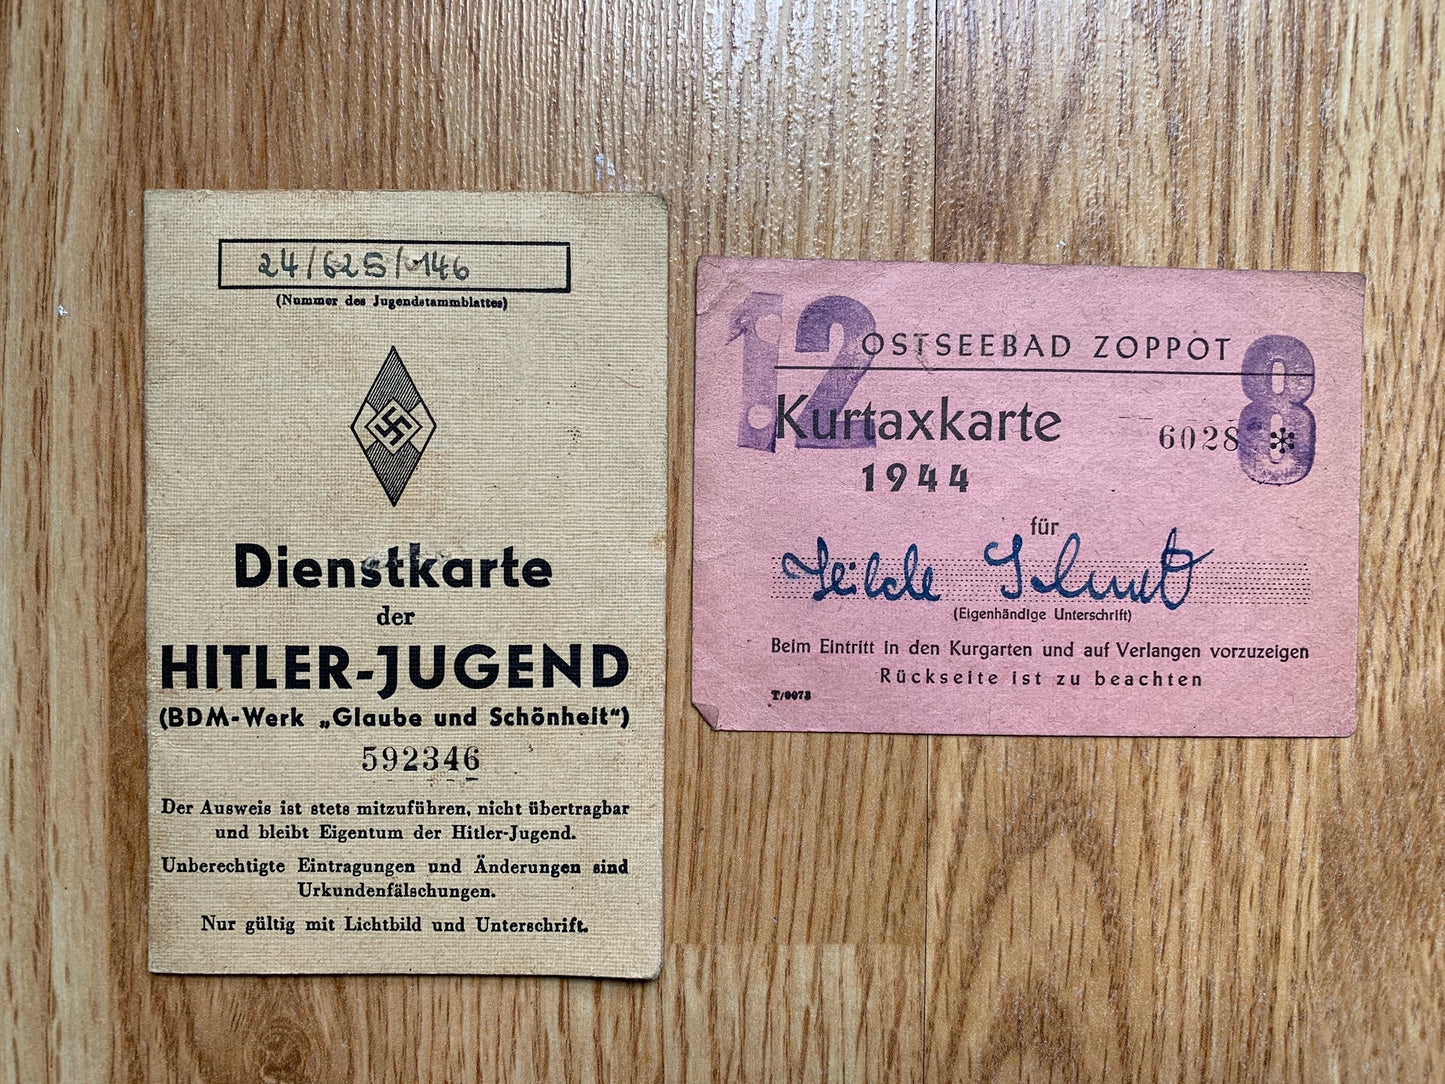 24/625/146
(Nummer des Jugendstammblattes)
Dienstkarte
der
HITLER-JUGEND
(BDM-Werk „Glaube und Schönheit“)
592346
Der Ausweis ist stets mitzuführen, nicht übertragbar
und bleibt Eigentum der Hitler-Jugend.
Unberechtigte Eintragungen und Änderungen sind
Urkundenfälschungen.
Nur gültig mit Lichtbild und Unterschrift.
12
OSTSEEBAD ZOPPOT
8
Kurtaxkarte
6028 *
1944
für
(Eigenhändige Unterschrift)
Beim Eintritt in den Kurgarten und auf Verlangen vorzuzeigen
Rückseite ist zu beachten
T/0073